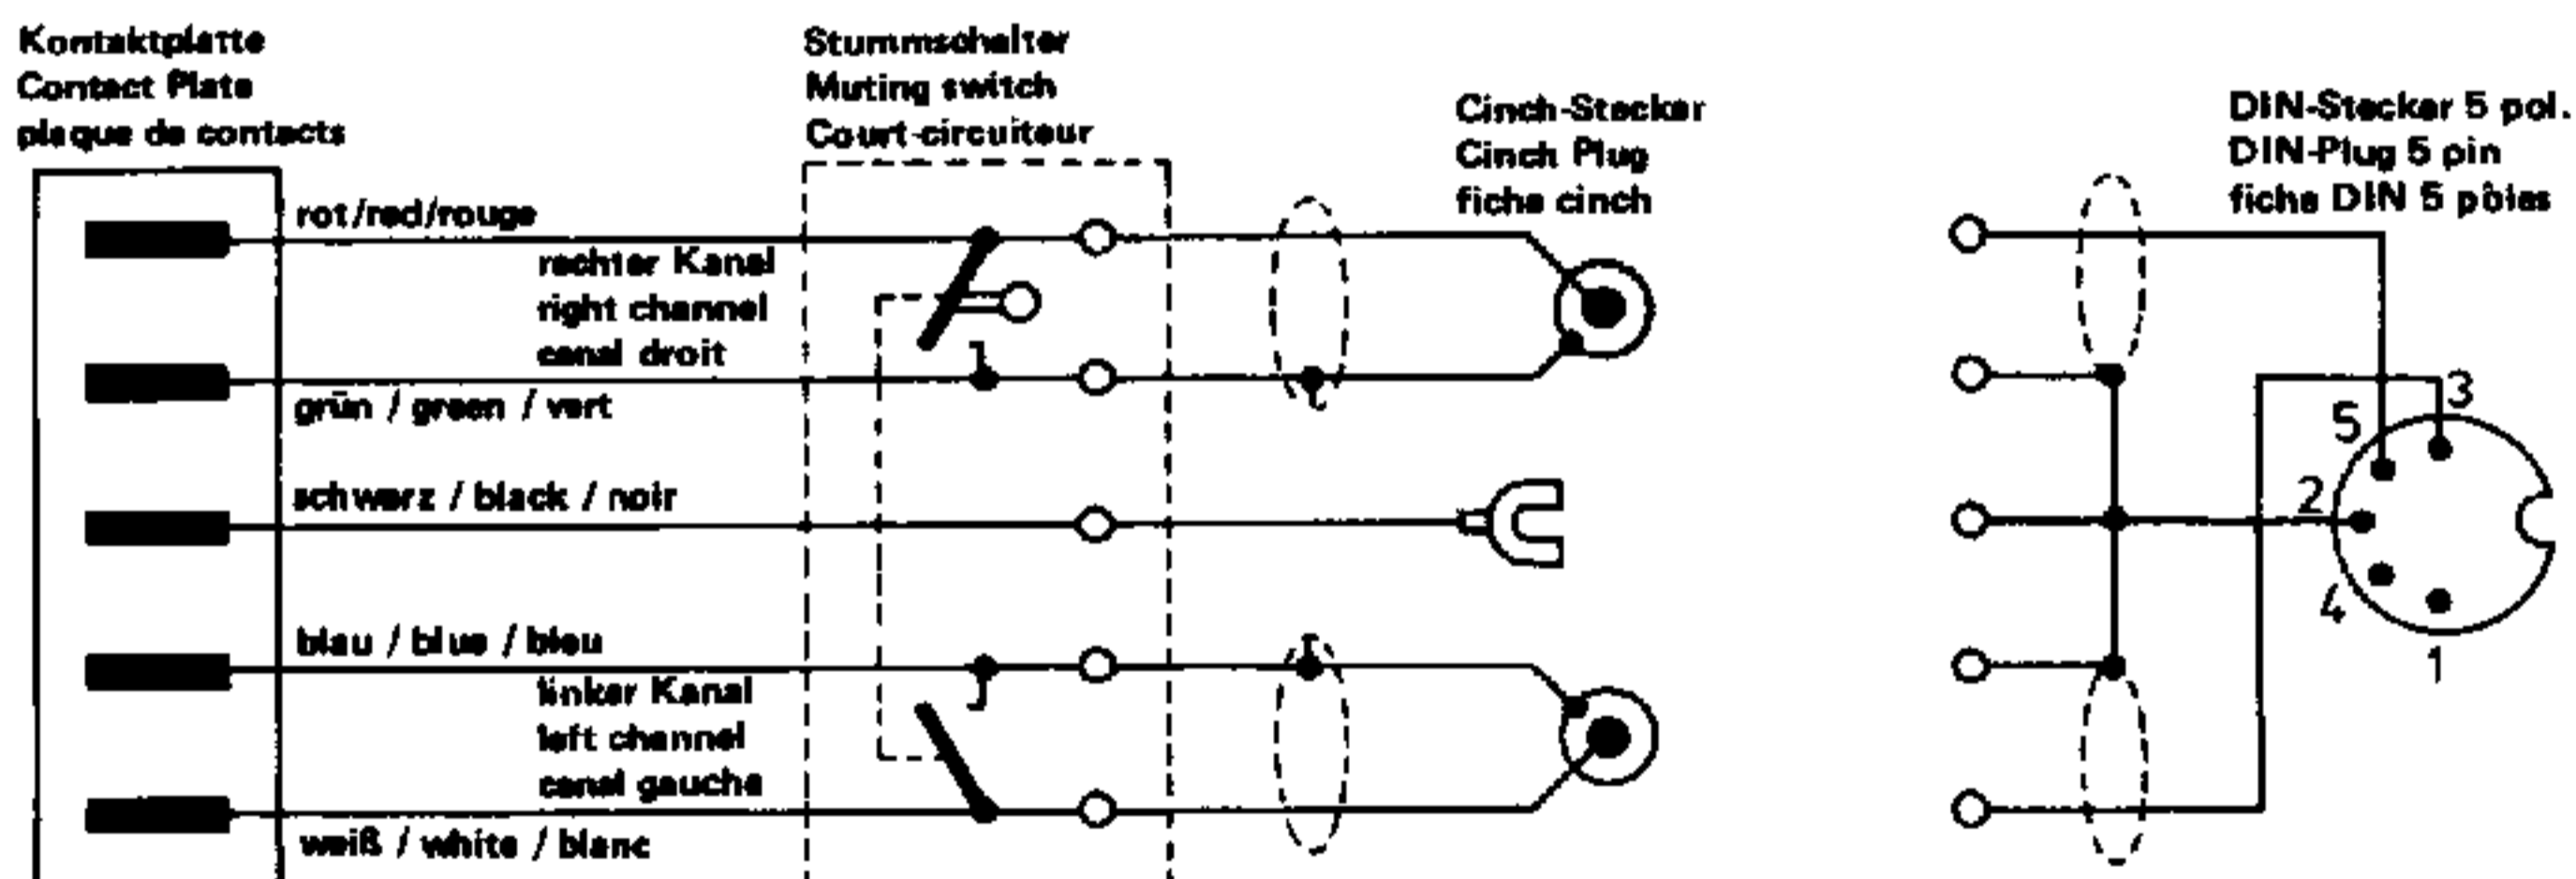 Kontaktplatte
Contact Plate
plaque de contacts
Stummschalter
Muting switch
Court-circuiteur
Cinch-Stecker
Cinch Plug
fiche cinch
DIN-Stecker 5 pol.
DIN-Plug 5 pin
fiche DIN 5 pôles
rot/red/rouge
rechter Kanal
right channel
canal droit
grün / green / vert
schwarz / black / noir
blau / blue / bleu
linker Kanal
left channel
canal gauche
weiß / white / blanc
3
5
2
4
1